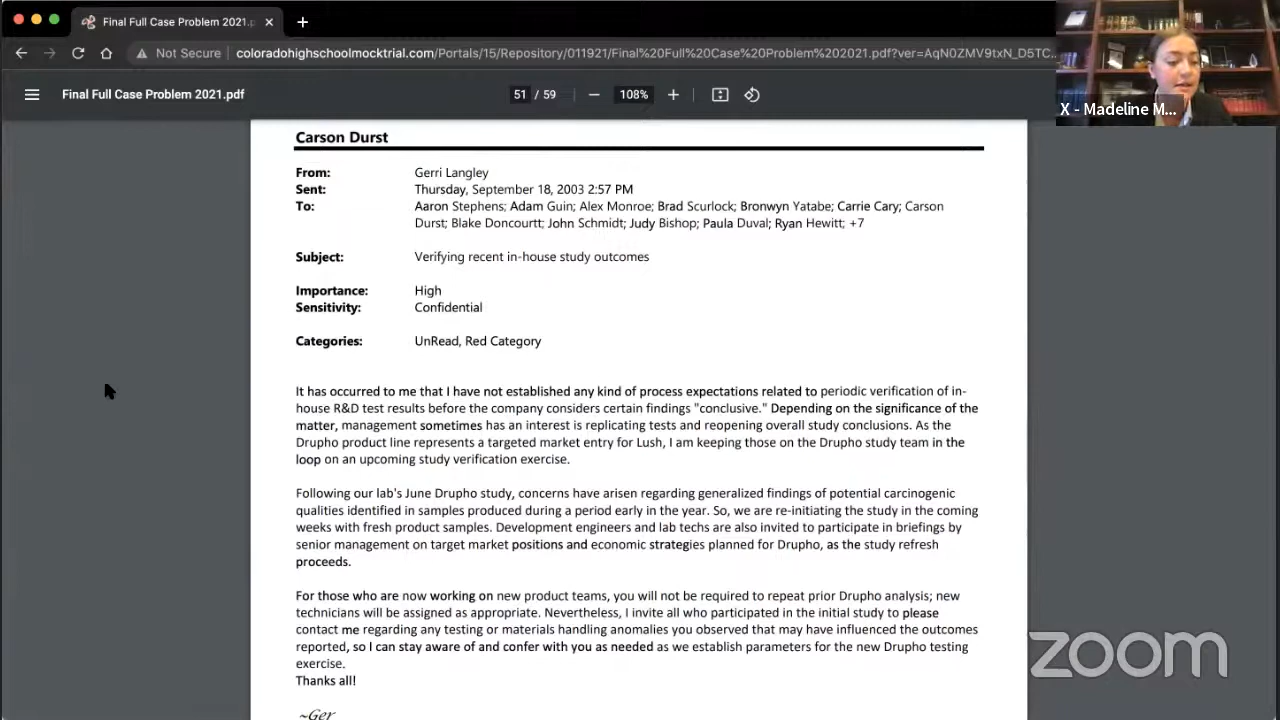 Final Full Case Problem 2021.p
Not Secure
coloradohighschoolmocktrial.com/Portals/15/Repository/011921/Final%20Full%20Case%20Problem%202021.pdf?ver=AqN0ZMV9txN_D5TC...
Final Full Case Problem 2021.pdf
51 / 59
108%
X - Madeline M...
Carson Durst
From: Gerri Langley
Sent: Thursday, September 18, 2003 2:57 PM
To: Aaron Stephens; Adam Guin; Alex Monroe; Brad Scurlock; Bronwyn Yatabe; Carrie Cary; Carson
Durst; Blake Doncourtt; John Schmidt; Judy Bishop; Paula Duval; Ryan Hewitt; +7
Subject: Verifying recent in-house study outcomes
Importance: High
Sensitivity: Confidential
Categories: UnRead, Red Category
It has occurred to me that I have not established any kind of process expectations related to periodic verification of in-
house R&D test results before the company considers certain findings "conclusive." Depending on the significance of the
matter, management sometimes has an interest is replicating tests and reopening overall study conclusions. As the
Drupho product line represents a targeted market entry for Lush, I am keeping those on the Drupho study team in the
loop on an upcoming study verification exercise.
Following our lab's June Drupho study, concerns have arisen regarding generalized findings of potential carcinogenic
qualities identified in samples produced during a period early in the year. So, we are re-initiating the study in the coming
weeks with fresh product samples. Development engineers and lab techs are also invited to participate in briefings by
senior management on target market positions and economic strategies planned for Drupho, as the study refresh
proceeds.
For those who are now working on new product teams, you will not be required to repeat prior Drupho analysis; new
technicians will be assigned as appropriate. Nevertheless, I invite all who participated in the initial study to please
contact me regarding any testing or materials handling anomalies you observed that may have influenced the outcomes
reported, so I can stay aware of and confer with you as needed as we establish parameters for the new Drupho testing
exercise.
Thanks all!
~Ger
zoom